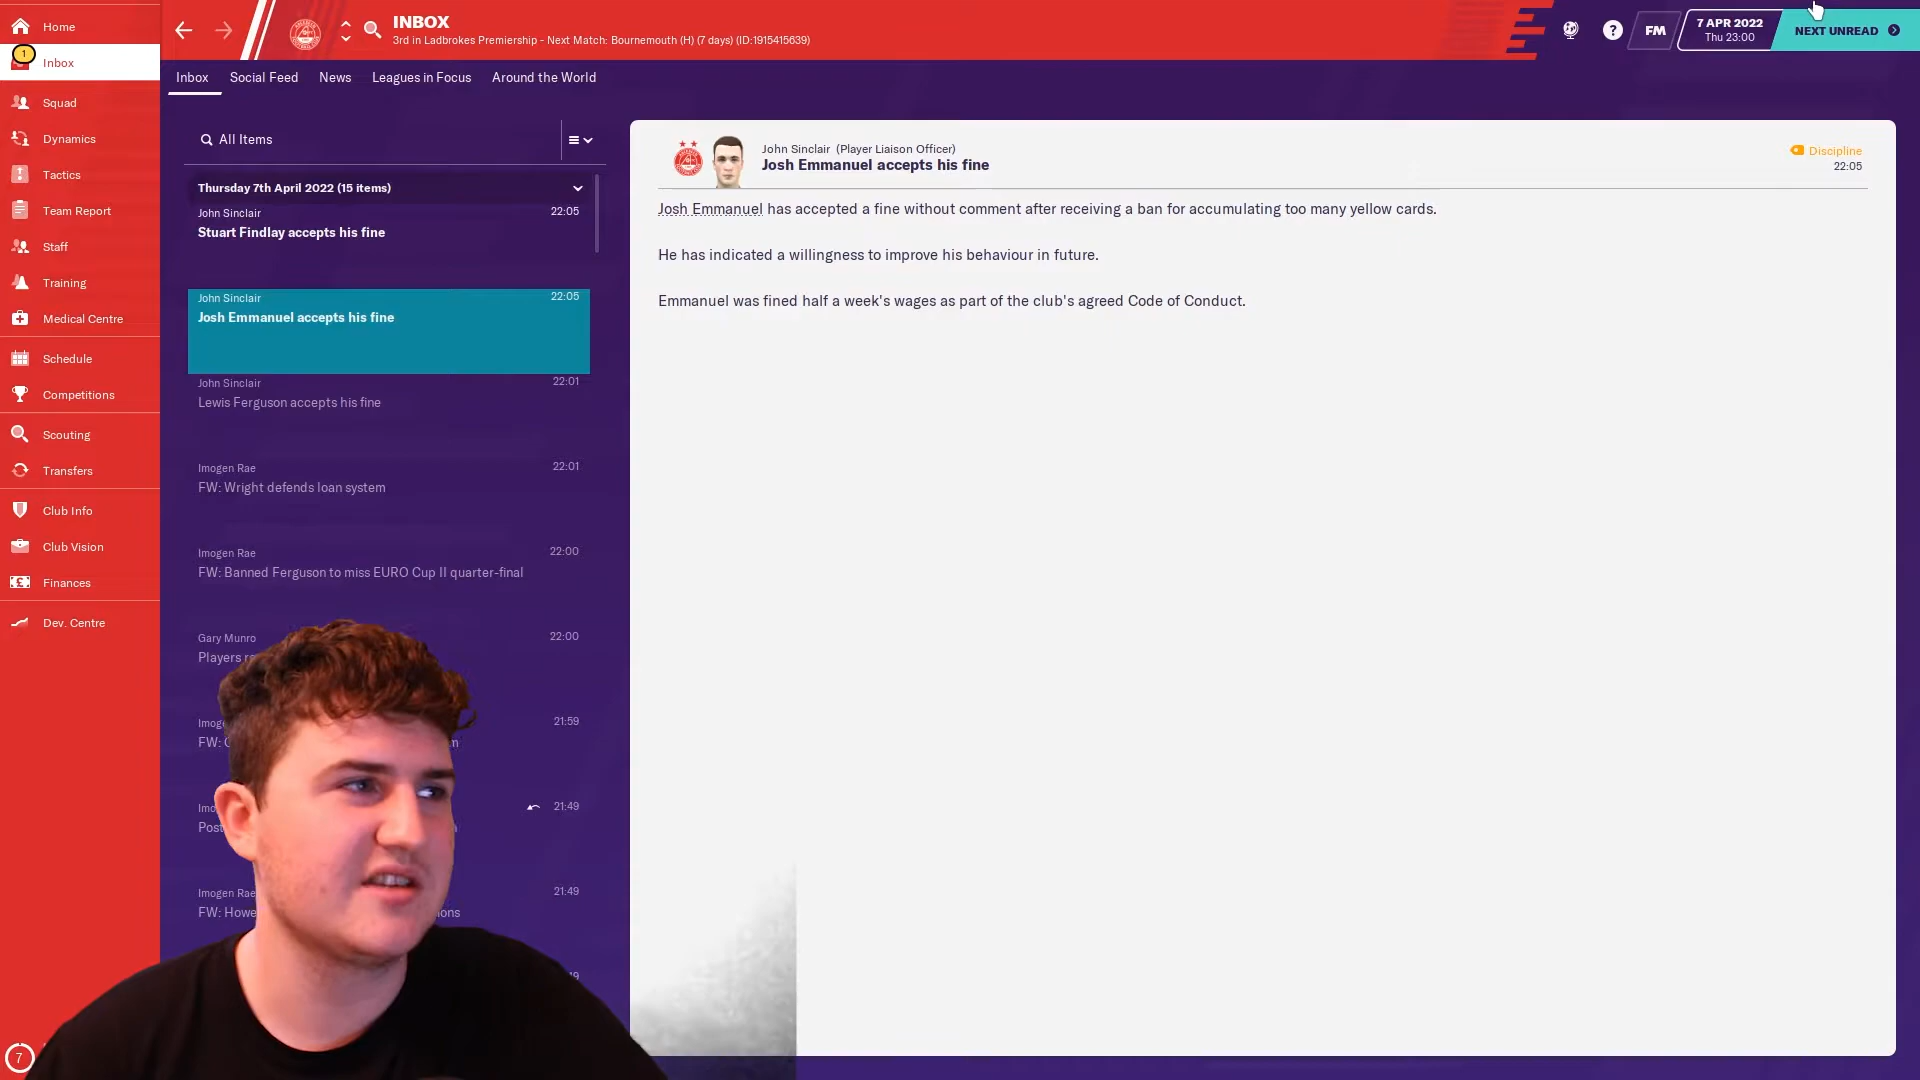 Home
1
Inbox
Squad
Dynamics
Tactics
Team Report
Staff
Training
Medical Centre
Schedule
Competitions
Scouting
Transfers
Club Info
Club Vision
Finances
Dev. Centre
7
INBOX
3rd in Ladbrokes Premiership - Next Match: Bournemouth (H) (7 days) (ID:1915415639)
FM
7 APR 2022
Thu 23:00
NEXT UNREAD
Inbox Social Feed News Leagues in Focus Around the World
All Items
Thursday 7th April 2022 (15 items)
John Sinclair 22:05
Stuart Findlay accepts his fine
John Sinclair 22:05
Josh Emmanuel accepts his fine
John Sinclair 22:01
Lewis Ferguson accepts his fine
Imogen Rae 22:01
FW: Wright defends loan system
Imogen Rae 22:00
FW: Banned Ferguson to miss EURO Cup II quarter-final
Gary Munro 22:00
Players
21:59
FW:
21:49
Imogen Rae 21:49
FW:
John Sinclair (Player Liaison Officer)
Josh Emmanuel accepts his fine
Discipline
22:05
Josh Emmanuel has accepted a fine without comment after receiving a ban for accumulating too many yellow cards.
He has indicated a willingness to improve his behaviour in future.
Emmanuel was fined half a week's wages as part of the club's agreed Code of Conduct.